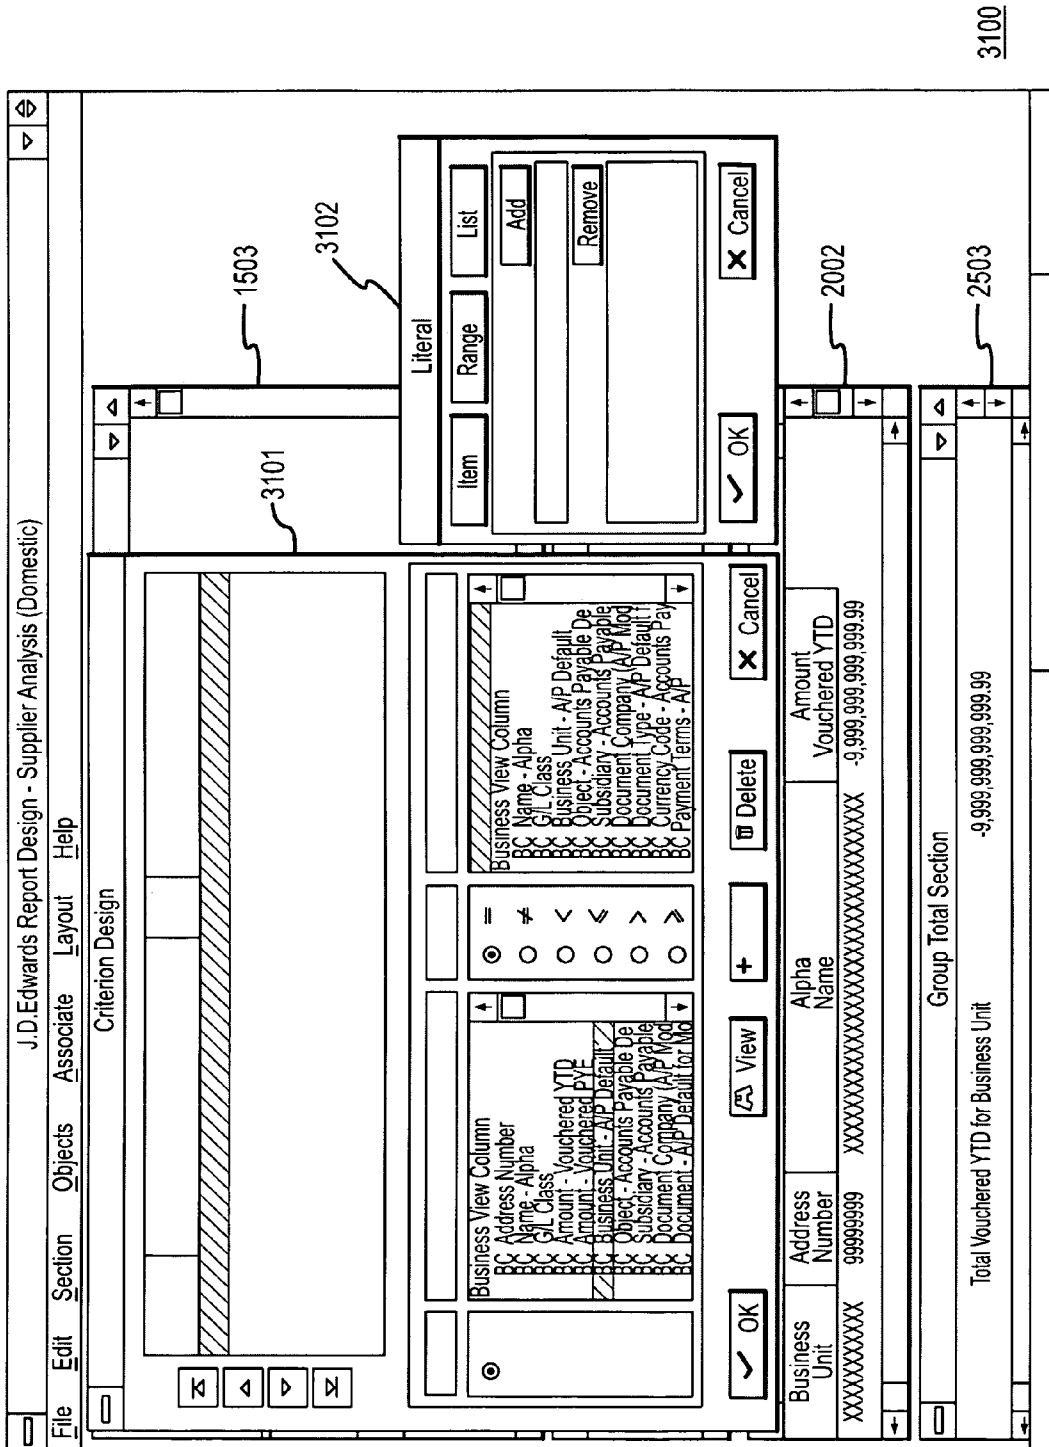 J.D.Edwards Report Design - Supplier Analysis (Domestic)
File Edit Section Objects Associate Layout Help
Criterion Design
3101
1503
3102
Business View Column
BC Address Number
BC Name - Alpha
BC G/L Class
BC Amount - Vouchered YTD
BC Amount - Vouchered PYE
BC Business Unit - A/P Default
BC Object - Accounts Payable De
BC Subsidiary - Accounts Payable
BC Document Company (A/P Mod
BC Document - A/P Default for Mo
=
≠
<
≤
>
≥
Business View Column
BC Name - Alpha
BC G/L Class
BC Business Unit - A/P Default
BC Object - Accounts Payable De
BC Subsidiary - Accounts Payable
BC Document Company (A/P Mod
BC Document Type - A/P Default f
BC Currency Code - Accounts Pay
BC Payment Terms - A/P
OK View + Delete Cancel
Literal
Item Range List
Add
Remove
OK Cancel
2002
Business Unit
Address Number
Alpha Name
Amount Vouchered YTD
XXXXXXXXXX 99999999 XXXXXXXXXXXXXXXXXXXXXXXXXXXXXXXXXX -9,999,999,999,999.99
Group Total Section
2503
Total Vouchered YTD for Business Unit -9,999,999,999,999.99
3100